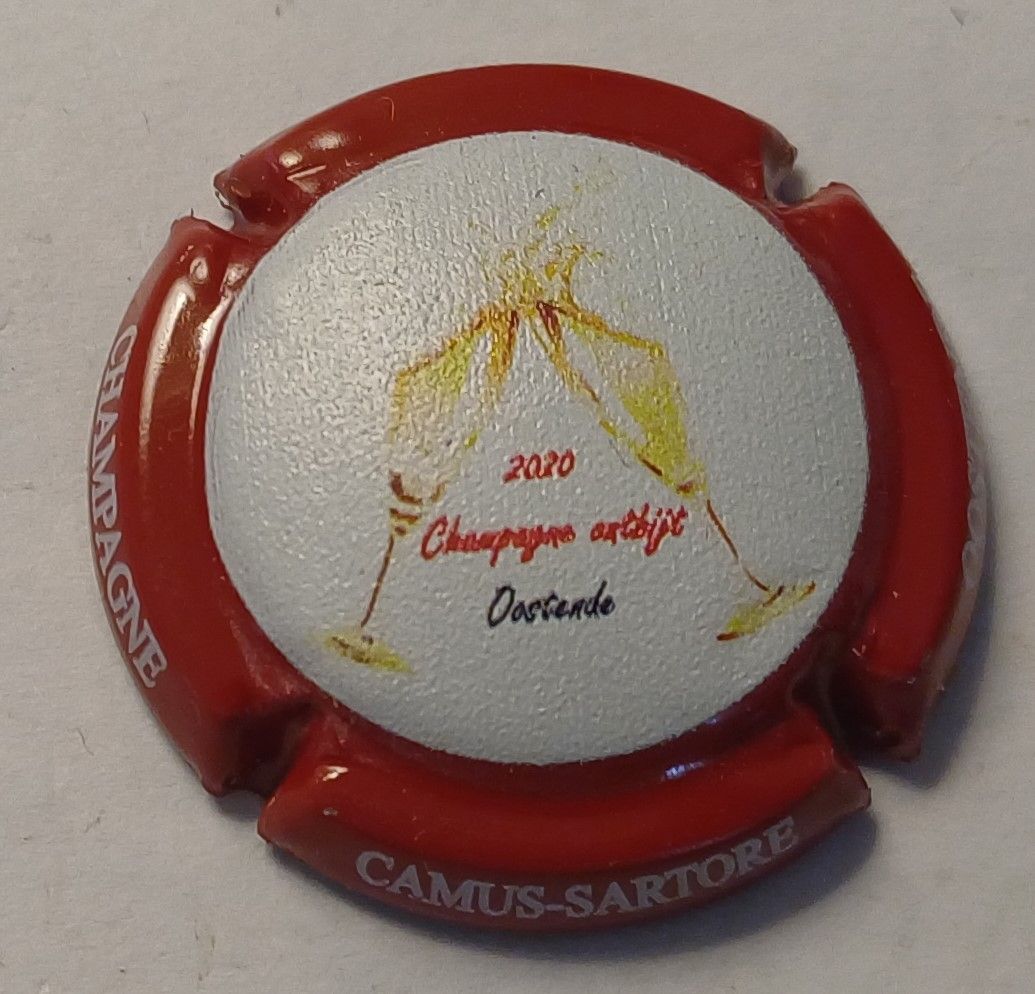 2020
Champagne ontbijt
Oostende
CHAMPAGNE
CAMUS-SARTORE